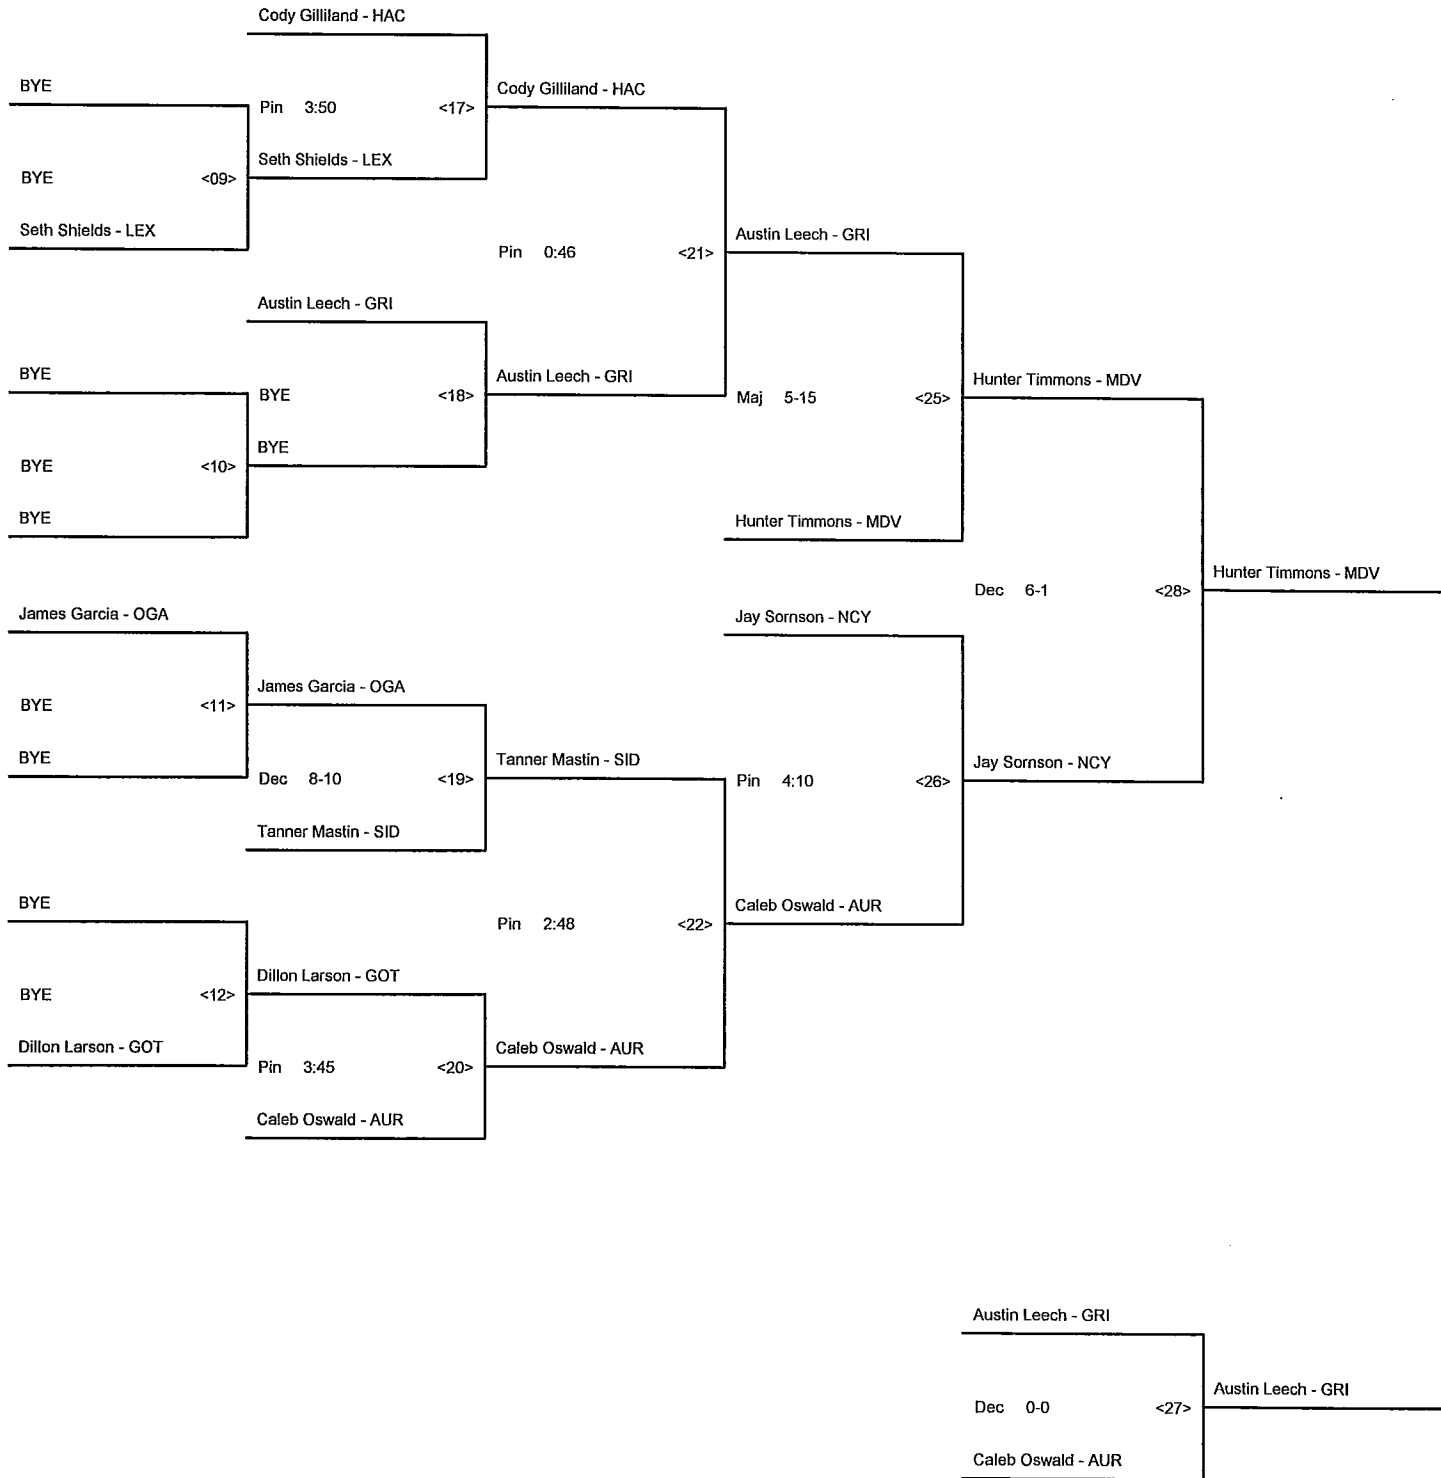 Cody Gilliland - HAC
BYE
Cody Gilliland - HAC
Pin 3:50 <17>
Seth Shields - LEX
BYE <09>
Seth Shields - LEX
Austin Leech - GRI
Pin 0:46 <21>
Austin Leech - GRI
BYE
Austin Leech - GRI
Hunter Timmons - MDV
BYE <18>
Maj 5-15 <25>
BYE
BYE <10>
BYE
Hunter Timmons - MDV
Hunter Timmons - MDV
Dec 6-1 <28>
James Garcia - OGA
Jay Sornson - NCY
James Garcia - OGA
BYE <11>
BYE
Tanner Mastin - SID
Jay Sornson - NCY
Dec 8-10 <19>
Pin 4:10 <26>
Tanner Mastin - SID
BYE
Caleb Oswald - AUR
Pin 2:48 <22>
Dillon Larson - GOT
BYE <12>
Dillon Larson - GOT
Caleb Oswald - AUR
Pin 3:45 <20>
Caleb Oswald - AUR
Austin Leech - GRI
Austin Leech - GRI
Dec 0-0 <27>
Caleb Oswald - AUR